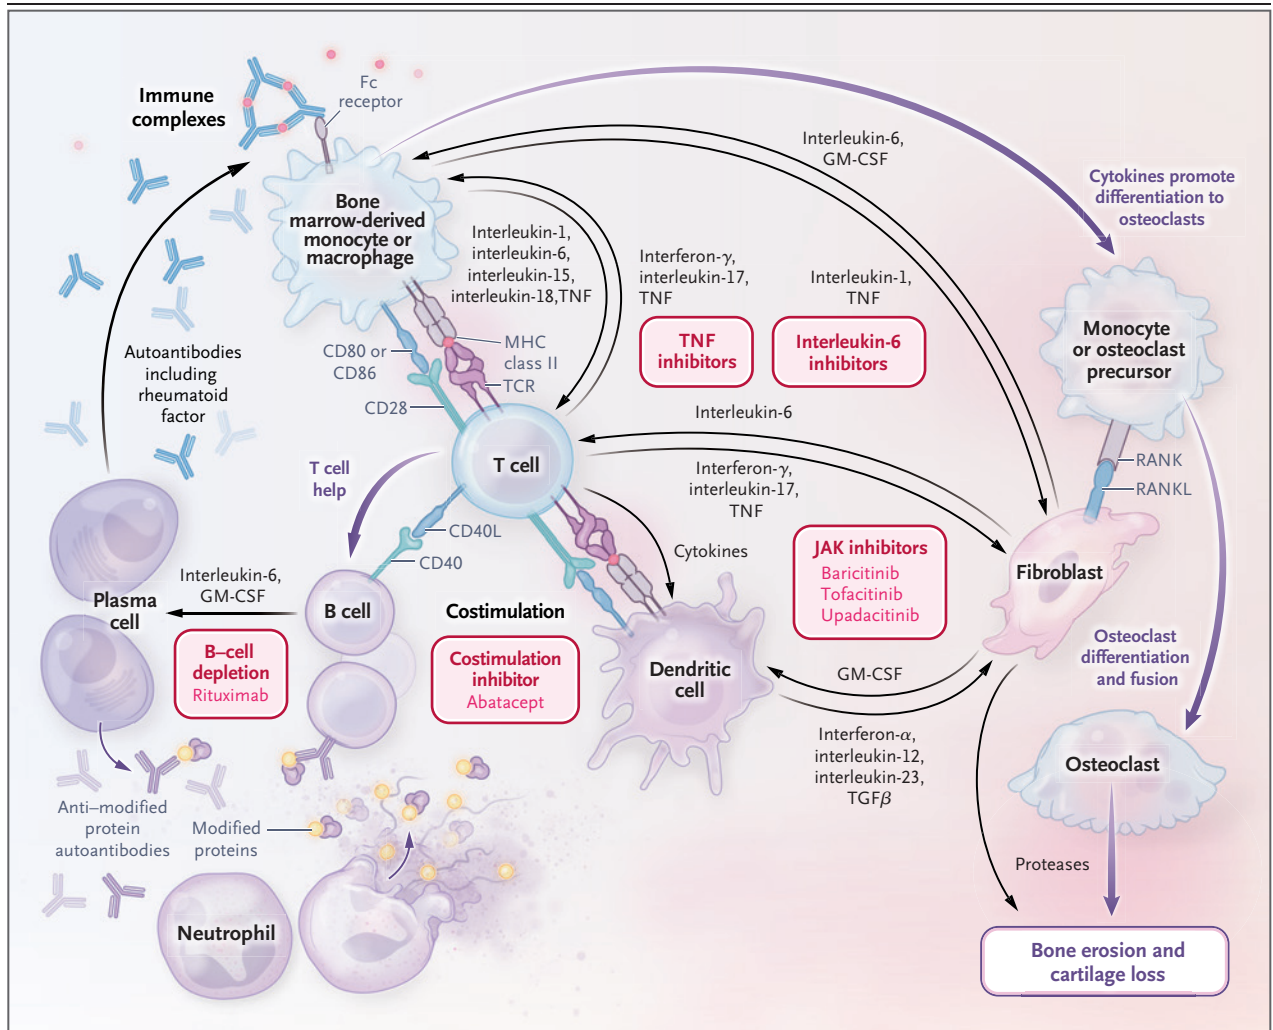 Immune
complexes
Fc
receptor
Bone
marrow-derived
monocyte or
macrophage
Interleukin-6,
GM-CSF
Cytokines promote
differentiation to
osteoclasts
Interleukin-1,
interleukin-6,
interleukin-15,
interleukin-18,TNF
Interferon-γ,
interleukin-17,
TNF
Interleukin-1,
TNF
TNF
inhibitors
Interleukin-6
inhibitors
Monocyte
or osteoclast
precursor
Autoantibodies
including
rheumatoid
factor
CD80 or
CD86
MHC
class II
TCR
CD28
Interleukin-6
T cell
T cell
help
Interferon-γ,
interleukin-17,
TNF
RANK
RANKL
CD40L
CD40
Cytokines
JAK inhibitors
Baricitinib
Tofacitinib
Upadacitinib
Fibroblast
Interleukin-6,
GM-CSF
Plasma
cell
B cell
Costimulation
B–cell
depletion
Rituximab
Costimulation
inhibitor
Abatacept
Dendritic
cell
GM-CSF
Osteoclast
differentiation
and fusion
Interferon-α,
interleukin-12,
interleukin-23,
TGFβ
Osteoclast
Anti–modified
protein
autoantibodies
Modified
proteins
Proteases
Neutrophil
Bone erosion and
cartilage loss